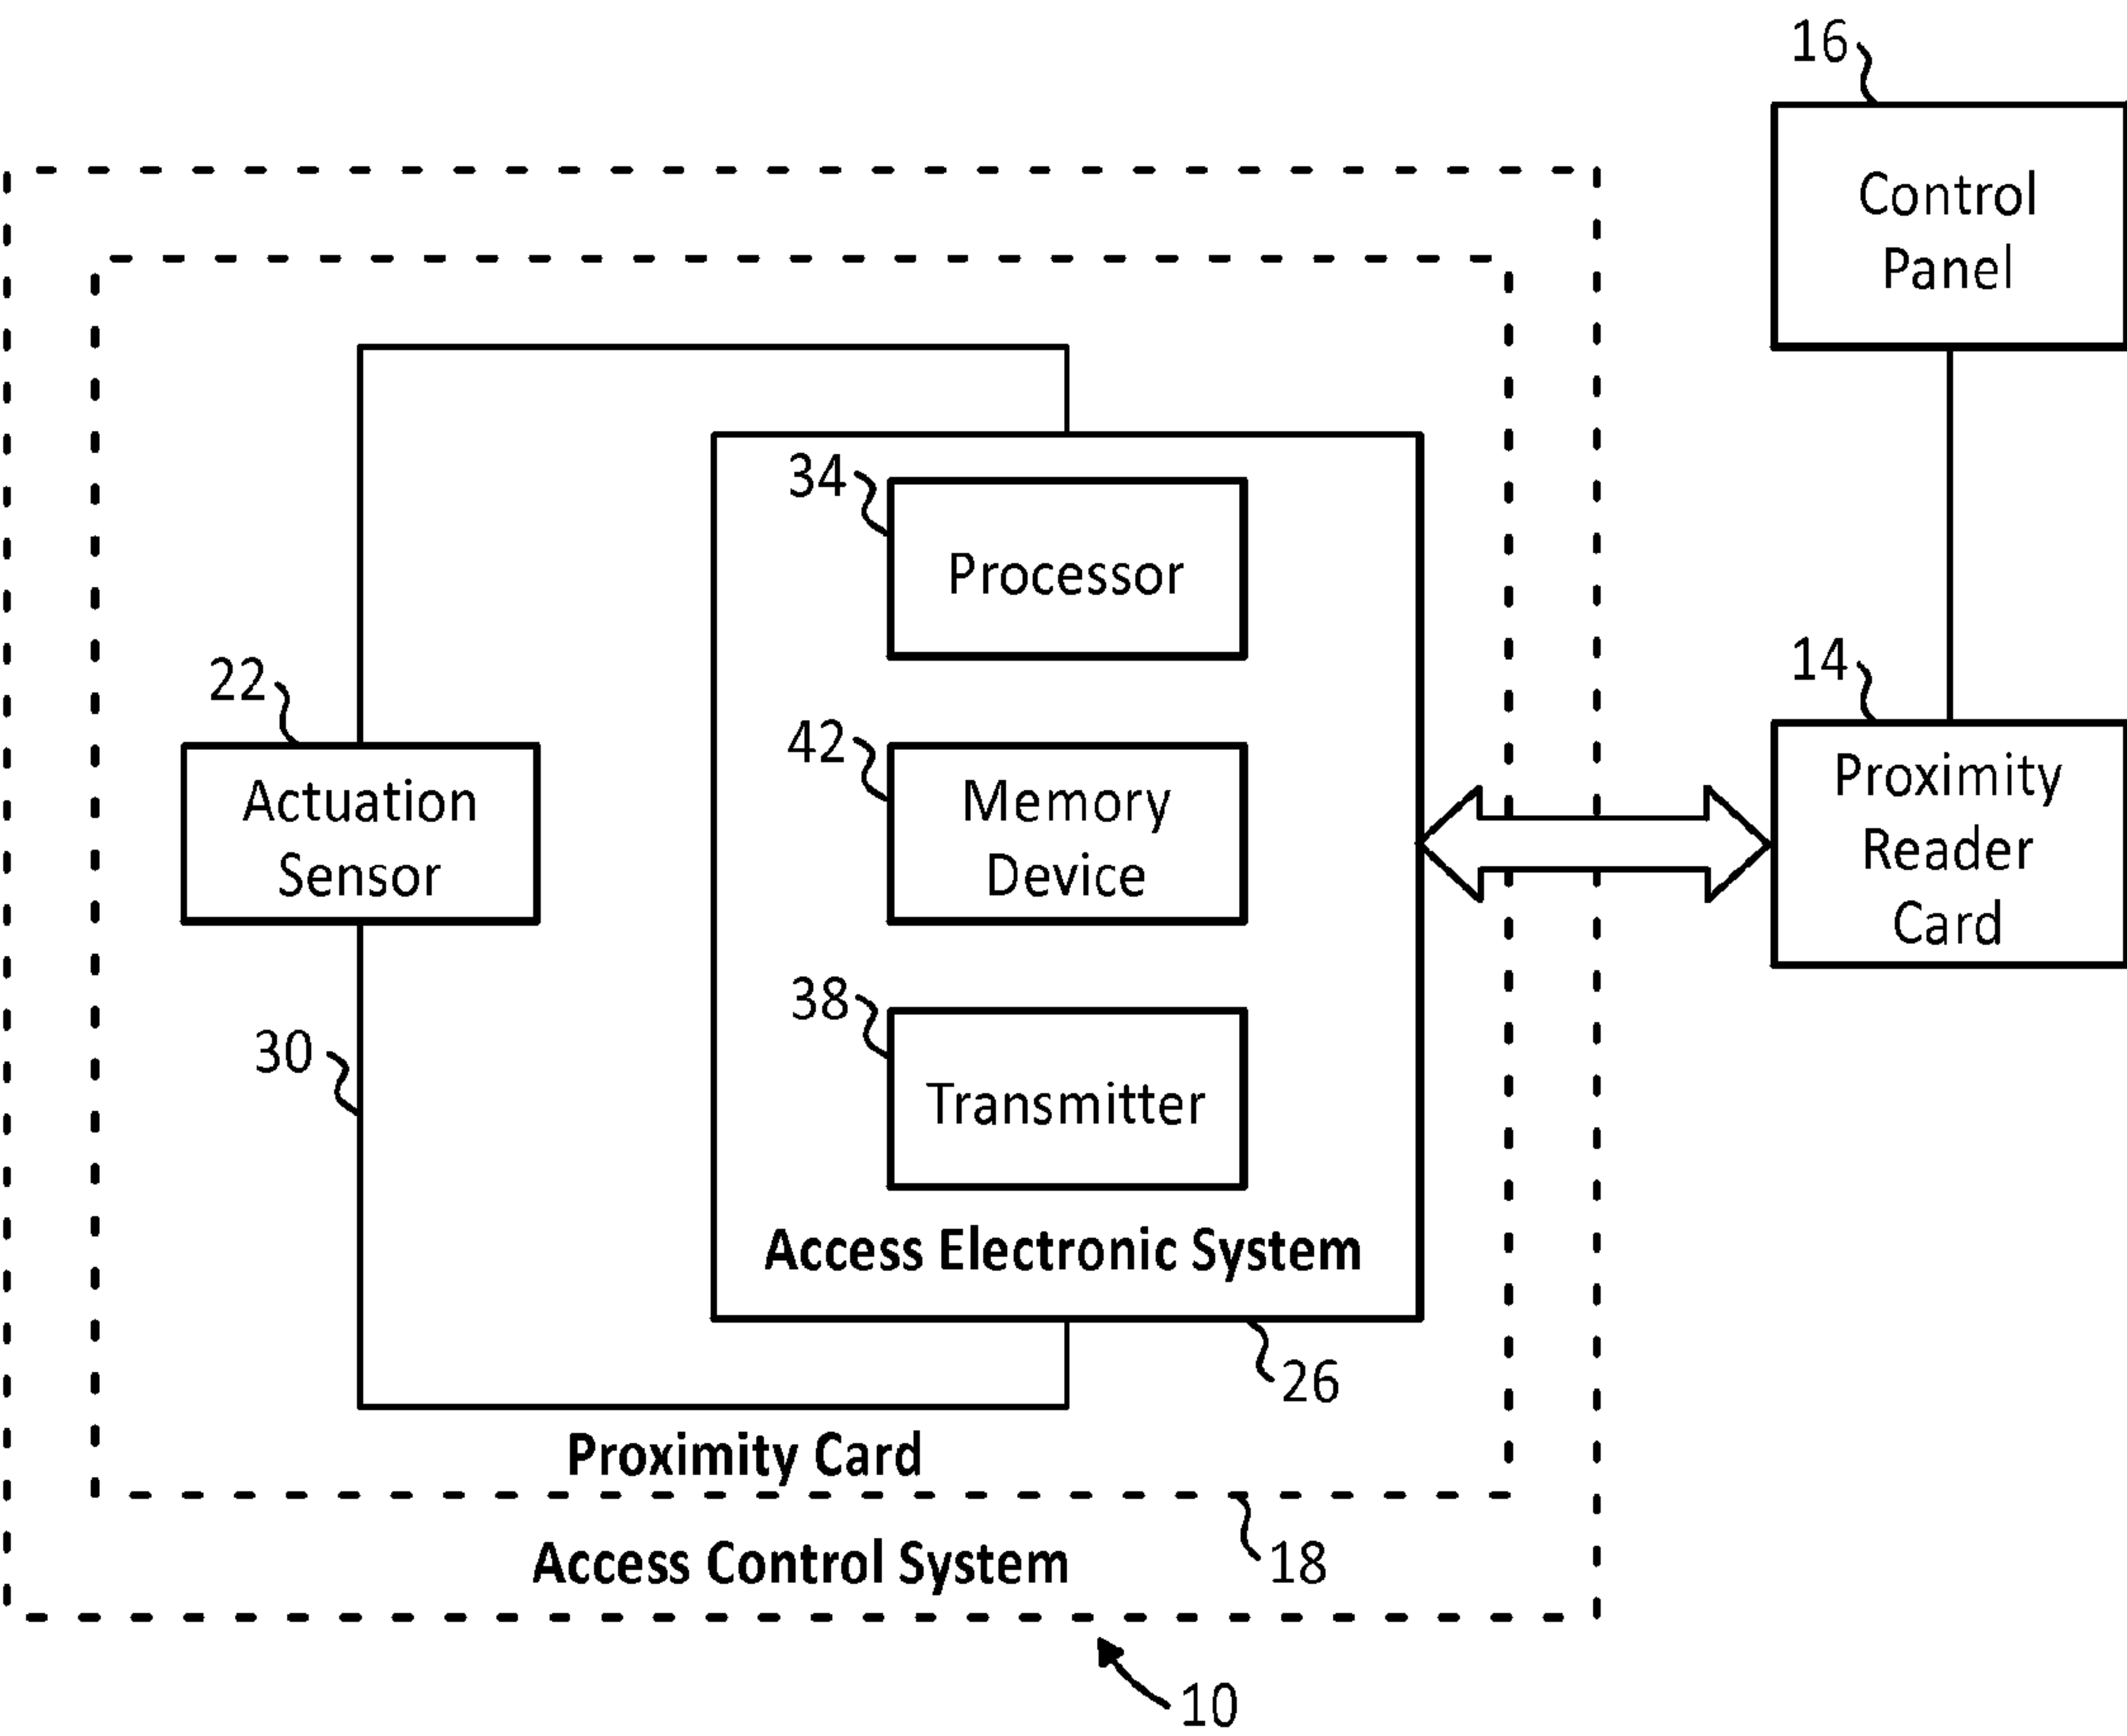 16
Control
Panel
34
Processor
22
Actuation
Sensor
42
Memory
Device
14
Proximity
Reader
Card
38
Transmitter
30
Access Electronic System
26
Proximity Card
18
Access Control System
10